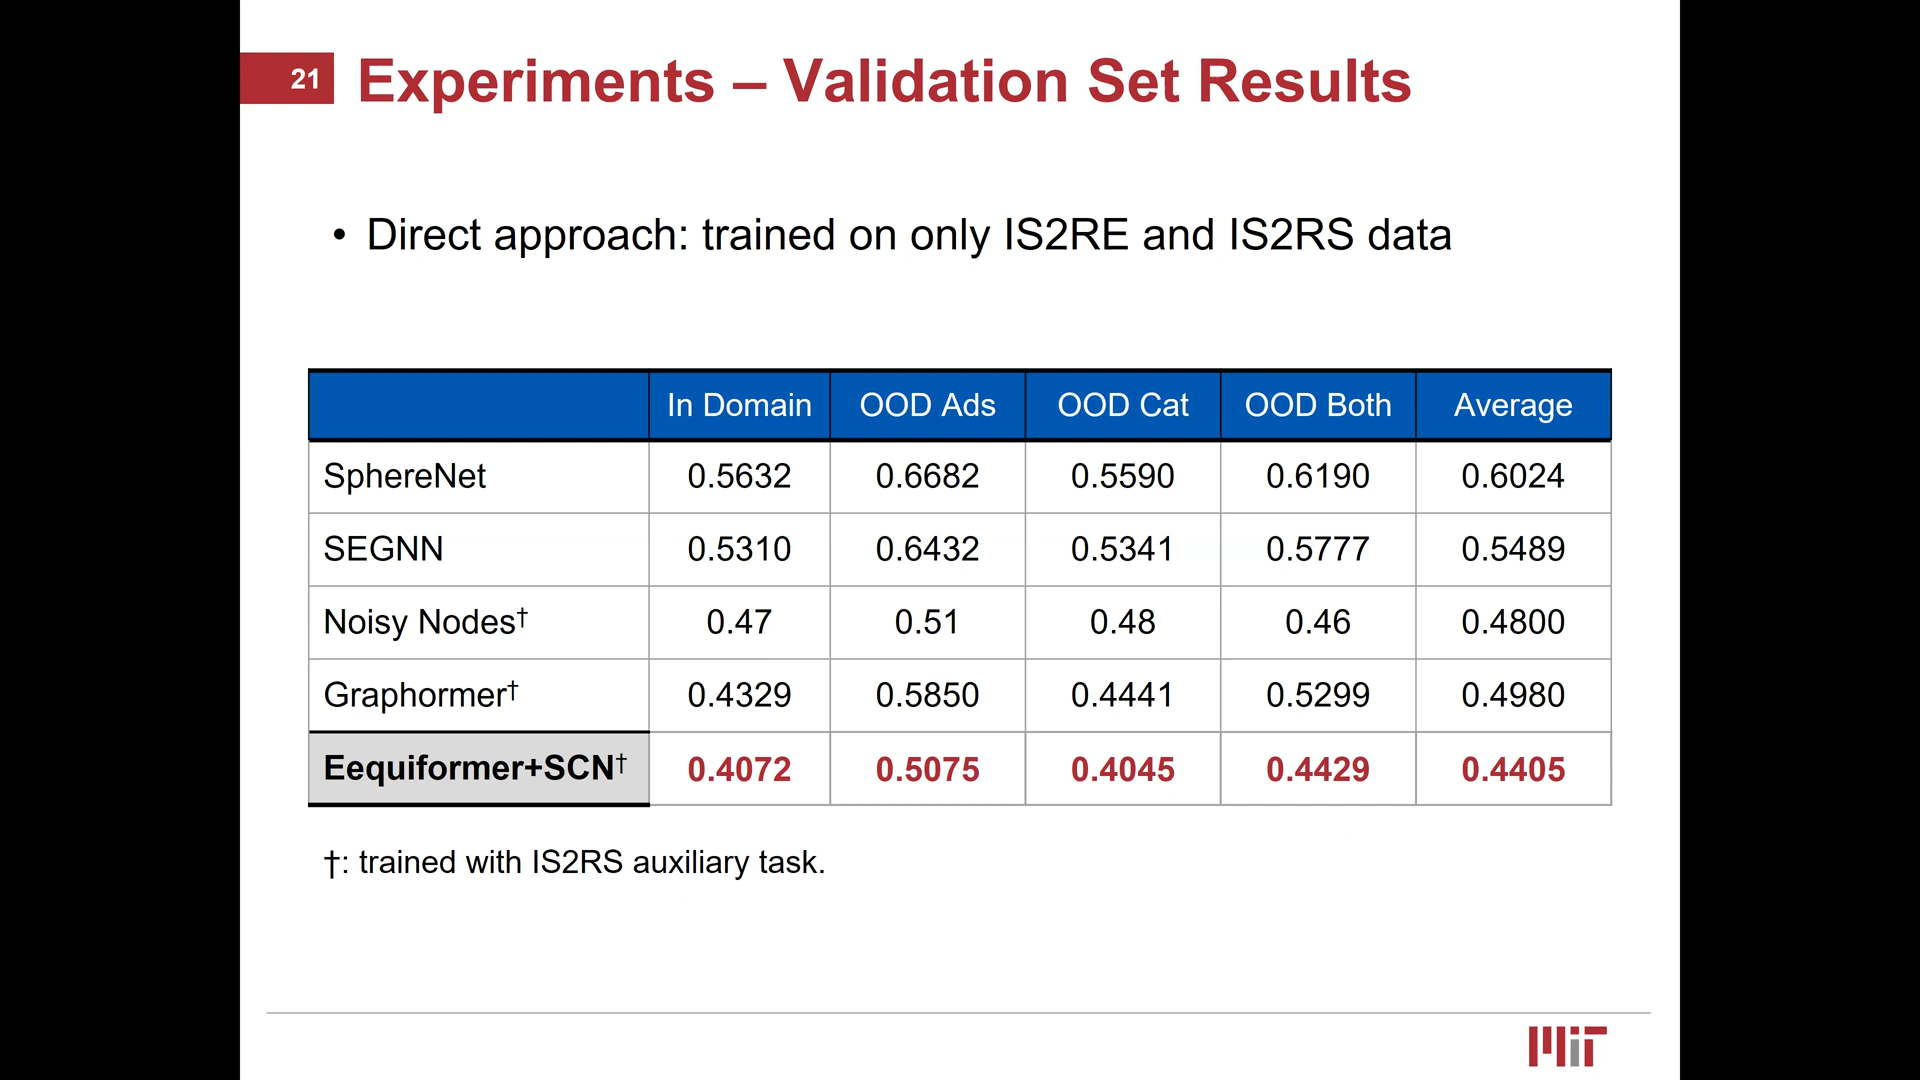 21 Experiments – Validation Set Results
• Direct approach: trained on only IS2RE and IS2RS data
In Domain OOD Ads OOD Cat OOD Both Average
SphereNet 0.5632 0.6682 0.5590 0.6190 0.6024
SEGNN 0.5310 0.6432 0.5341 0.5777 0.5489
Noisy Nodes† 0.47 0.51 0.48 0.46 0.4800
Graphormer† 0.4329 0.5850 0.4441 0.5299 0.4980
Eequiformer+SCN† 0.4072 0.5075 0.4045 0.4429 0.4405
†: trained with IS2RS auxiliary task.
MIT